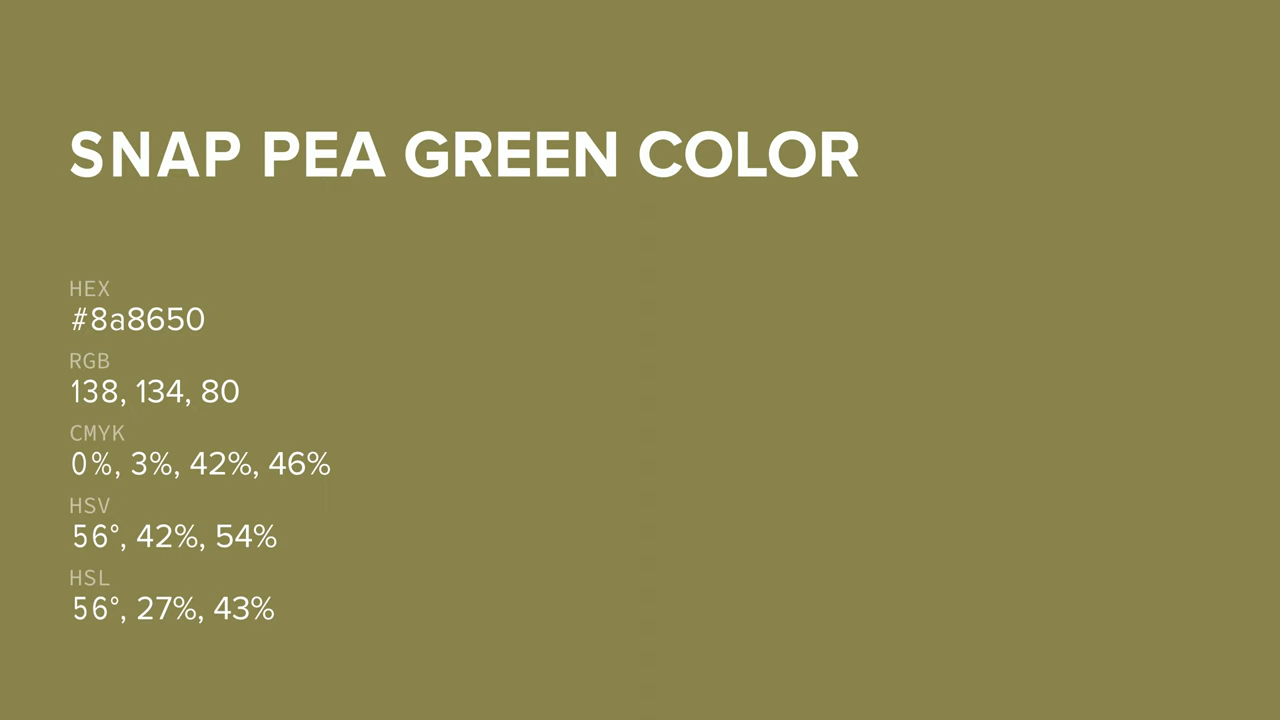 SNAP PEA GREEN COLOR
HEX
#8a8650
RGB
138, 134, 80
CMYK
0%, 3%, 42%, 46%
HSV
56°, 42%, 54%
HSL
56°, 27%, 43%